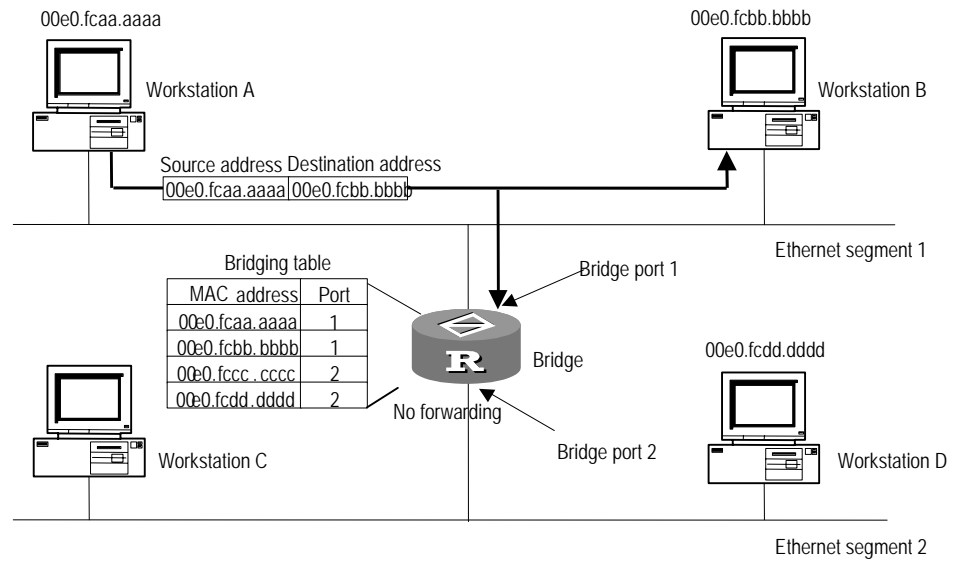 00e0.fcaa.aaaa
00e0.fcbb.bbbb
Workstation A
Workstation B
Source address Destination address
00e0.fcaa.aaaa 00e0.fcbb.bbbb
Ethernet segment 1
Bridging table
Bridge port 1
MAC address Port
00e0.fcaa.aaaa 1
00e0.fcbb.bbbb 1
00e0.fccc.cccc 2
00e0.fcdd.dddd 2
R
Bridge
00e0.fcdd.dddd
No forwarding
Bridge port 2
Workstation C
Workstation D
Ethernet segment 2